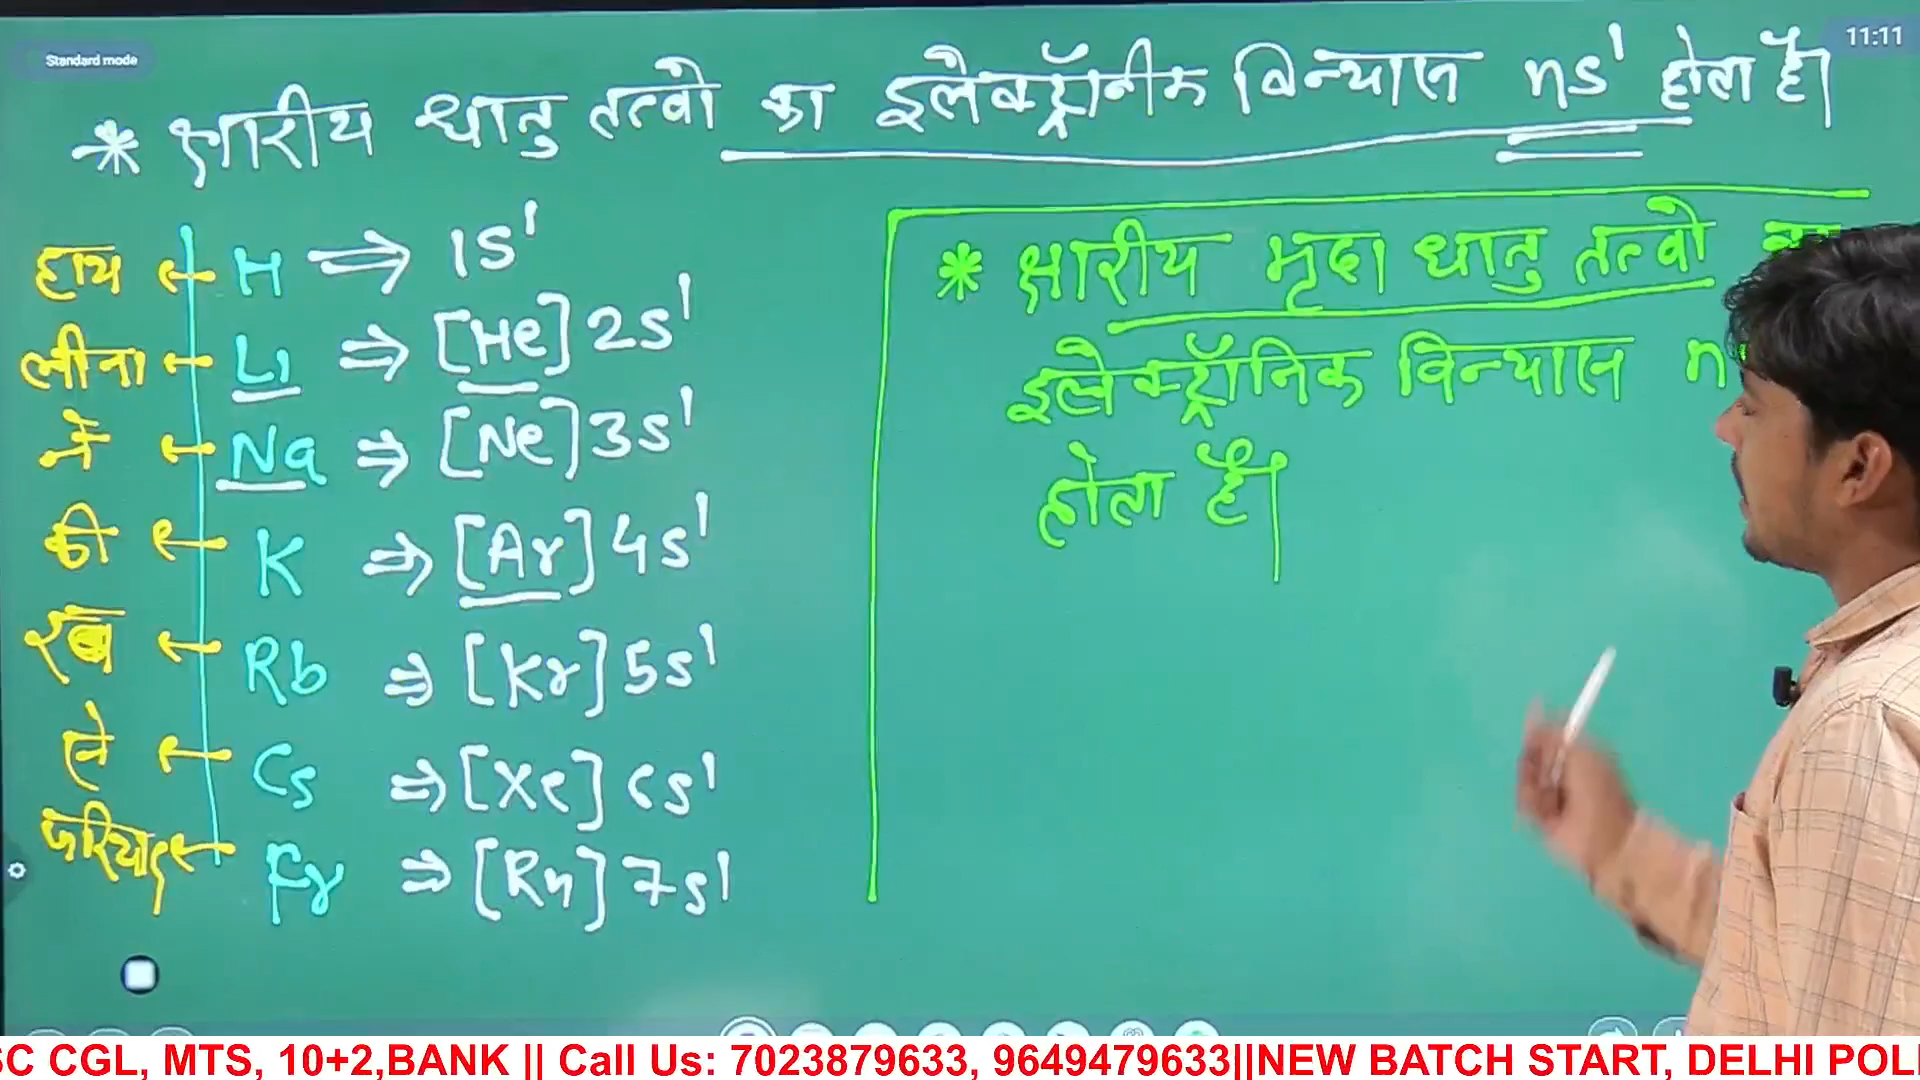 Standard mode
11:11
* क्षारीय धातु तत्वो का इलैक्ट्रॉनीक विन्यास ns¹ होता है।
हाय ← H ⇒ 1s¹
लीना ← Li ⇒ [He] 2s¹
ने ← Na ⇒ [Ne] 3s¹
की ← K ⇒ [Ar] 4s¹
रब ← Rb ⇒ [Kr] 5s¹
से ← Cs ⇒ [Xe] 6s¹
फरियाद ← Fr ⇒ [Rn] 7s¹
* क्षारीय मृदा धातु तत्वो का
इलैक्ट्रॉनिक विन्यास n
होता है।
SC CGL, MTS, 10+2,BANK || Call Us: 7023879633, 9649479633||NEW BATCH START, DELHI POLI